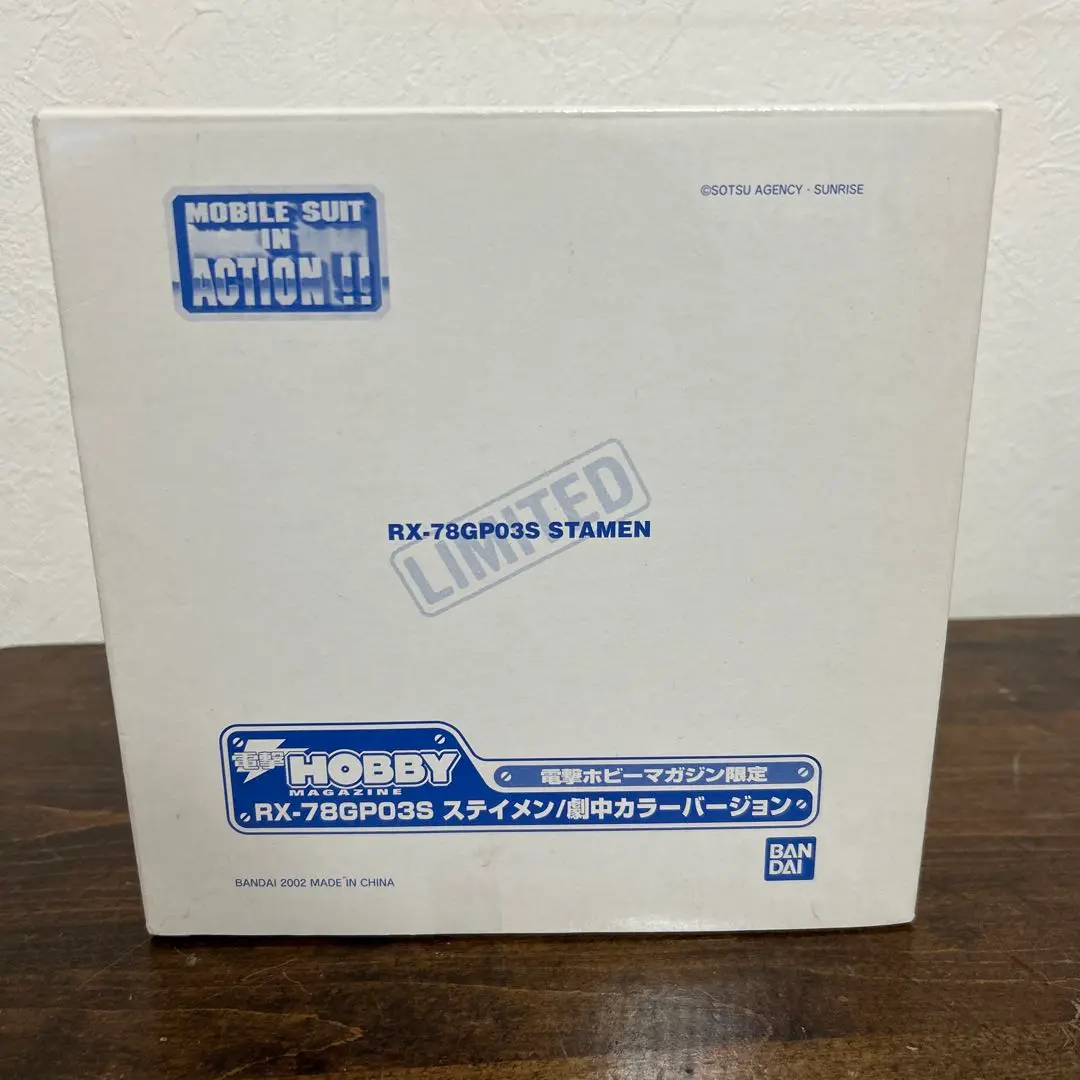 MOBILE SUIT
IN
ACTION!!
©SOTSU AGENCY・SUNRISE
LIMITED
RX-78GP03S STAMEN
電撃HOBBY
MAGAZINE
電撃ホビーマガジン限定
RX-78GP03S ステイメン/劇中カラーバージョン
BAN
DAI
BANDAI 2002 MADE IN CHINA